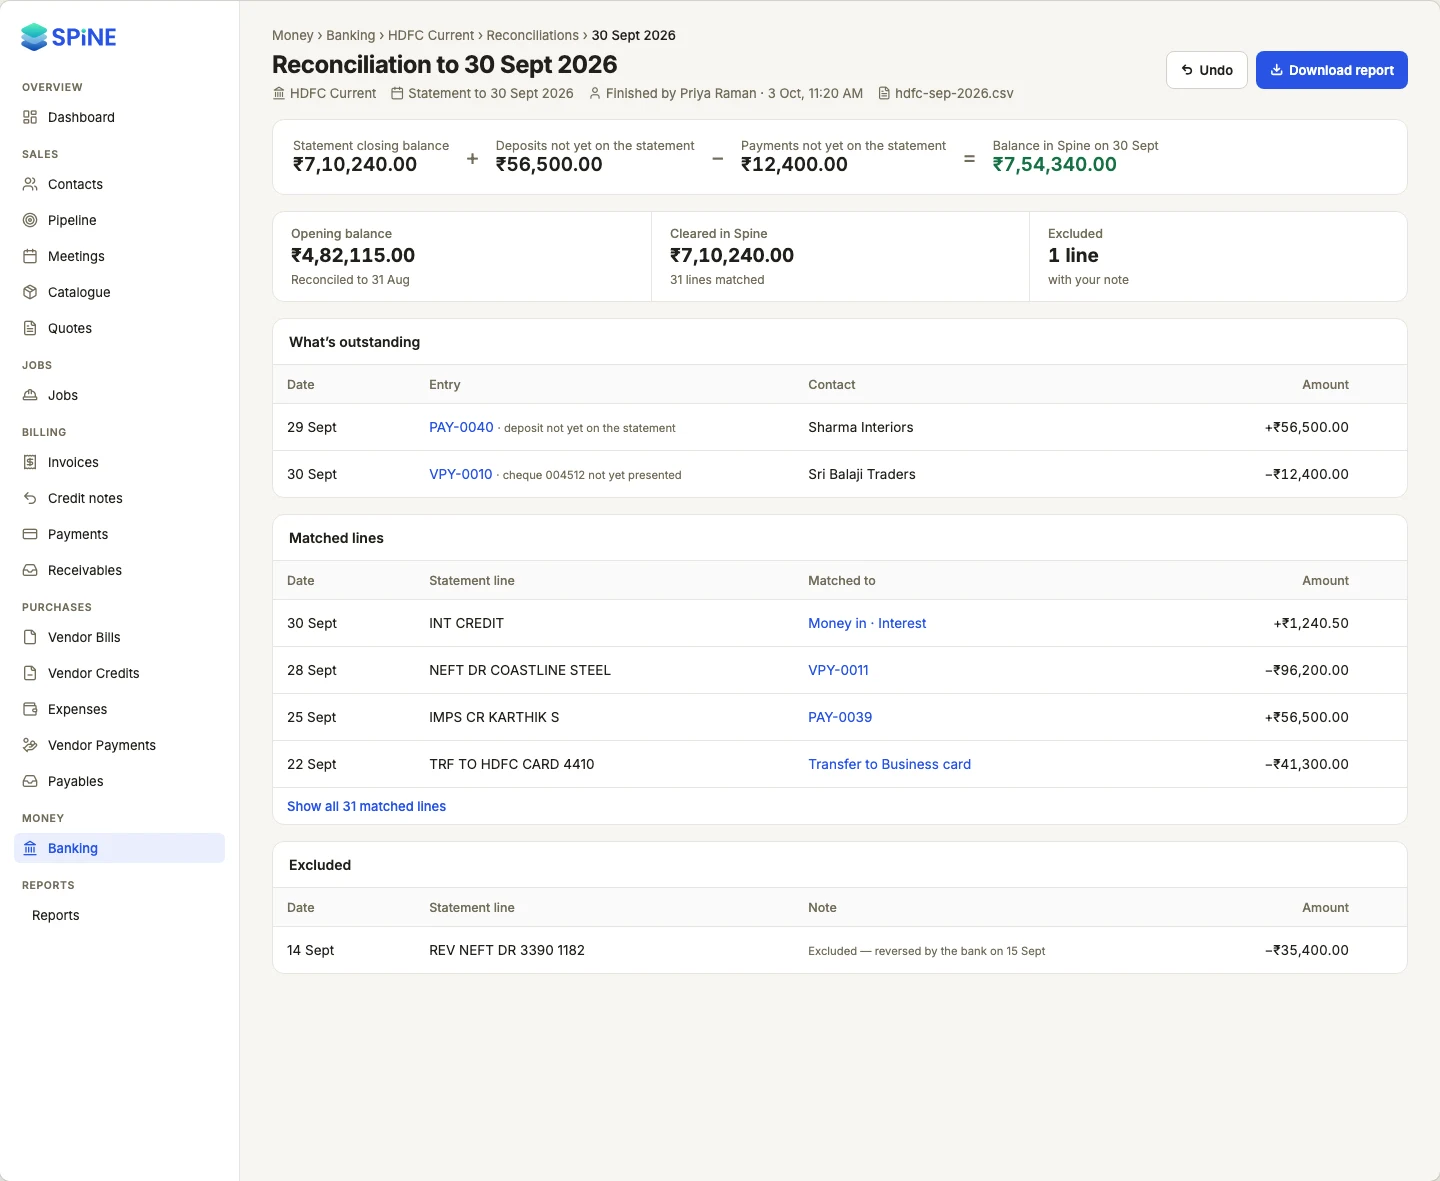 SPiNE
OVERVIEW
Dashboard
SALES
Contacts
Pipeline
Meetings
Catalogue
Quotes
JOBS
Jobs
BILLING
Invoices
Credit notes
Payments
Receivables
PURCHASES
Vendor Bills
Vendor Credits
Expenses
Vendor Payments
Payables
MONEY
Banking
REPORTS
Reports
Money › Banking › HDFC Current › Reconciliations › 30 Sept 2026
Reconciliation to 30 Sept 2026
HDFC Current Statement to 30 Sept 2026 Finished by Priya Raman · 3 Oct, 11:20 AM hdfc-sep-2026.csv
Undo
Download report
Statement closing balance
₹7,10,240.00
+
Deposits not yet on the statement
₹56,500.00
−
Payments not yet on the statement
₹12,400.00
=
Balance in Spine on 30 Sept
₹7,54,340.00
Opening balance
₹4,82,115.00
Reconciled to 31 Aug
Cleared in Spine
₹7,10,240.00
31 lines matched
Excluded
1 line
with your note
What’s outstanding
Date Entry Contact Amount
29 Sept PAY-0040 · deposit not yet on the statement Sharma Interiors +₹56,500.00
30 Sept VPY-0010 · cheque 004512 not yet presented Sri Balaji Traders −₹12,400.00
Matched lines
Date Statement line Matched to Amount
30 Sept INT CREDIT Money in · Interest +₹1,240.50
28 Sept NEFT DR COASTLINE STEEL VPY-0011 −₹96,200.00
25 Sept IMPS CR KARTHIK S PAY-0039 +₹56,500.00
22 Sept TRF TO HDFC CARD 4410 Transfer to Business card −₹41,300.00
Show all 31 matched lines
Excluded
Date Statement line Note Amount
14 Sept REV NEFT DR 3390 1182 Excluded — reversed by the bank on 15 Sept −₹35,400.00